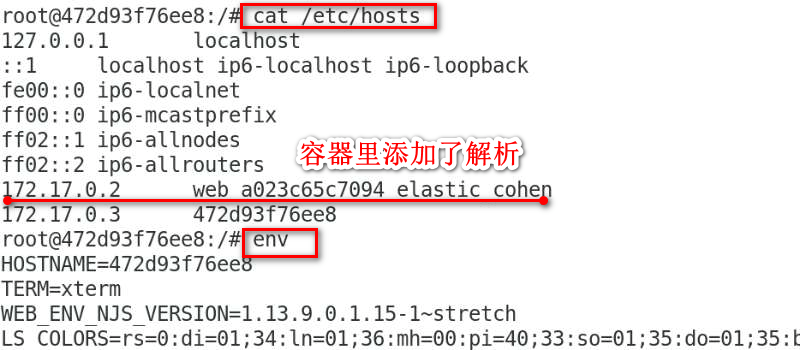 root@472d93f76ee8:/# cat /etc/hosts
127.0.0.1 localhost
::1 localhost ip6-localhost ip6-loopback
fe00::0 ip6-localnet
ff00::0 ip6-mcastprefix
ff02::1 ip6-allnodes
ff02::2 ip6-allrouters
容器里添加了解析
172.17.0.2 web a023c65c7094 elastic_cohen
172.17.0.3 472d93f76ee8
root@472d93f76ee8:/# env
HOSTNAME=472d93f76ee8
TERM=xterm
WEB_ENV_NJS_VERSION=1.13.9.0.1.15-1~stretch
LS_COLORS=rs=0:di=01;34:ln=01;36:mh=00:pi=40;33:so=01;35:do=01;35:b